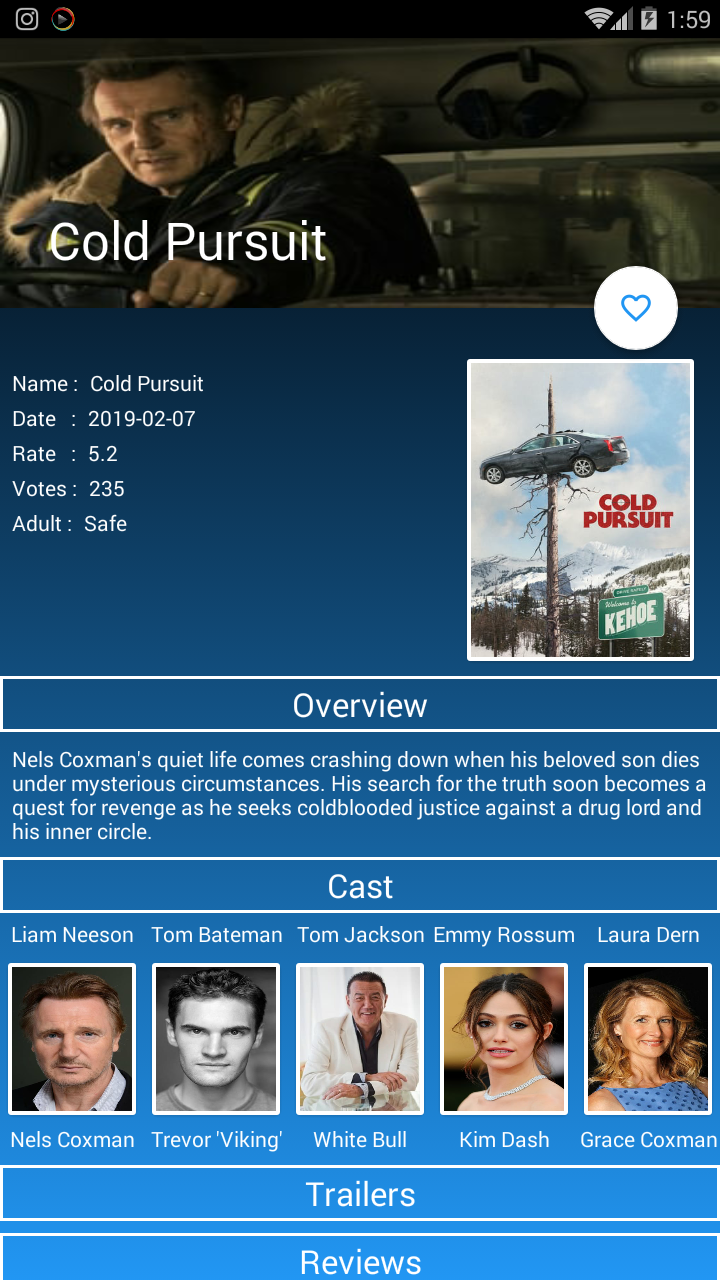 1:59
Cold Pursuit
Name : Cold Pursuit
Date : 2019-02-07
Rate : 5.2
Votes : 235
Adult : Safe
COLD
PURSUIT
DRIVE SAFELY
Welcome to
KEHOE
Overview
Nels Coxman's quiet life comes crashing down when his beloved son dies
under mysterious circumstances. His search for the truth soon becomes a
quest for revenge as he seeks coldblooded justice against a drug lord and
his inner circle.
Cast
Liam Neeson Tom Bateman Tom Jackson Emmy Rossum Laura Dern
Nels Coxman Trevor 'Viking' White Bull Kim Dash Grace Coxman
Trailers
Reviews